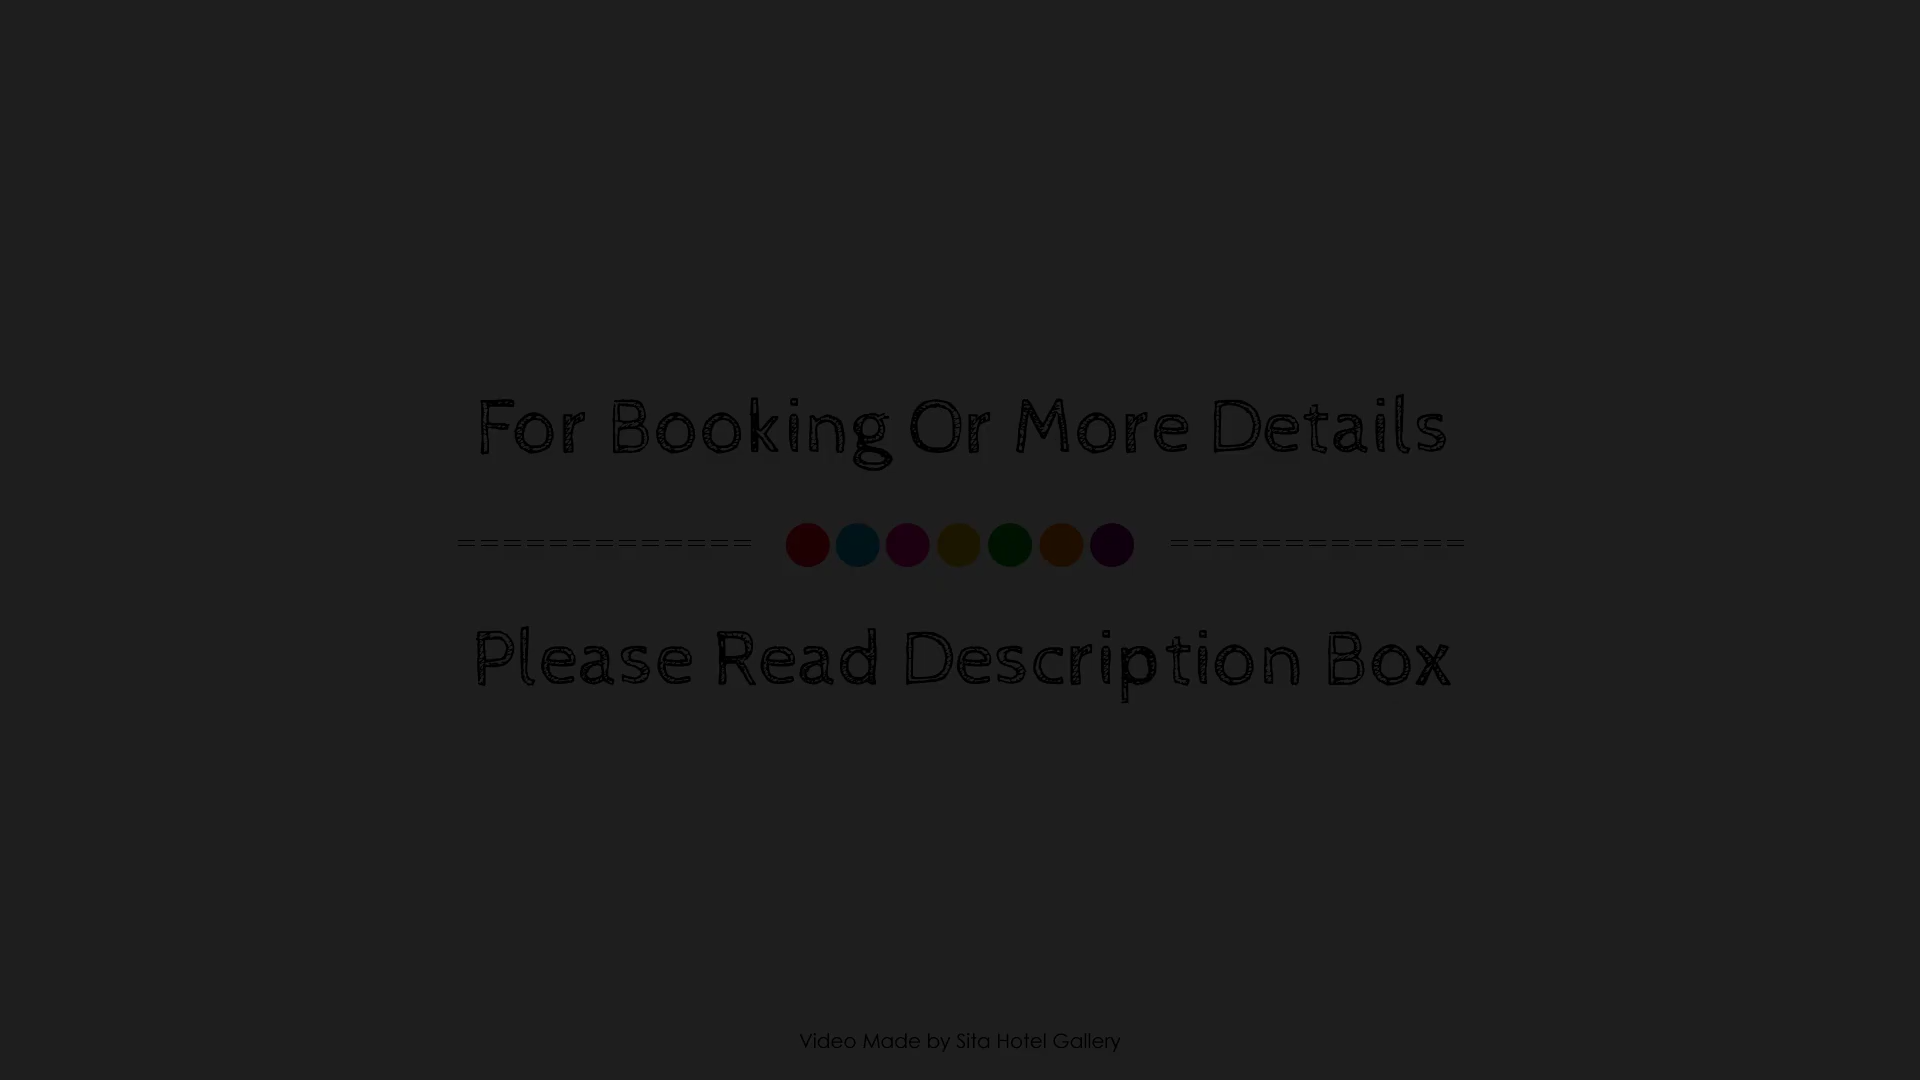 For Booking Or More Details
============= =============
Please Read Description Box
Video Made by Sita Hotel Gallery